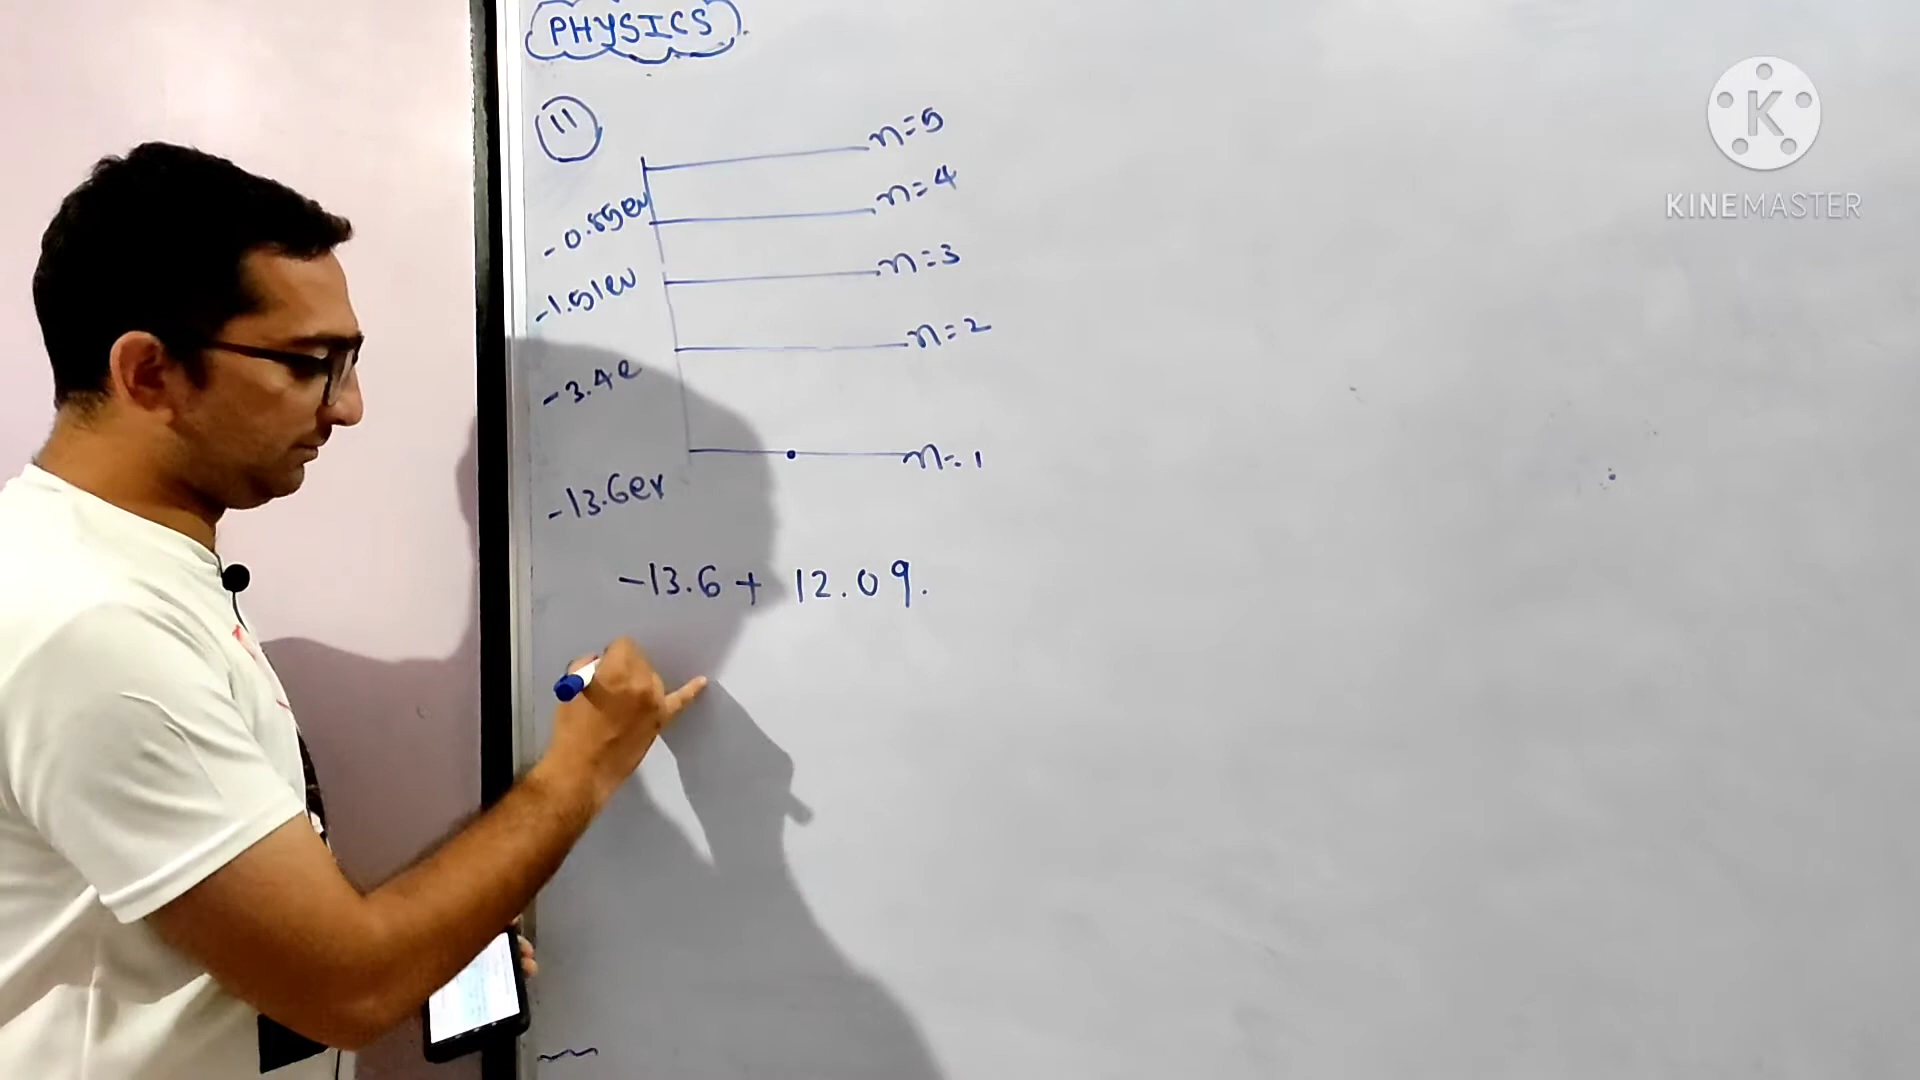 PHYSICS
11
n=5
n=4
-0.85ev
n=3
-1.51ev
n=2
-3.4e
n=1
-13.6ev
-13.6 + 12.09.
K
KINEMASTER